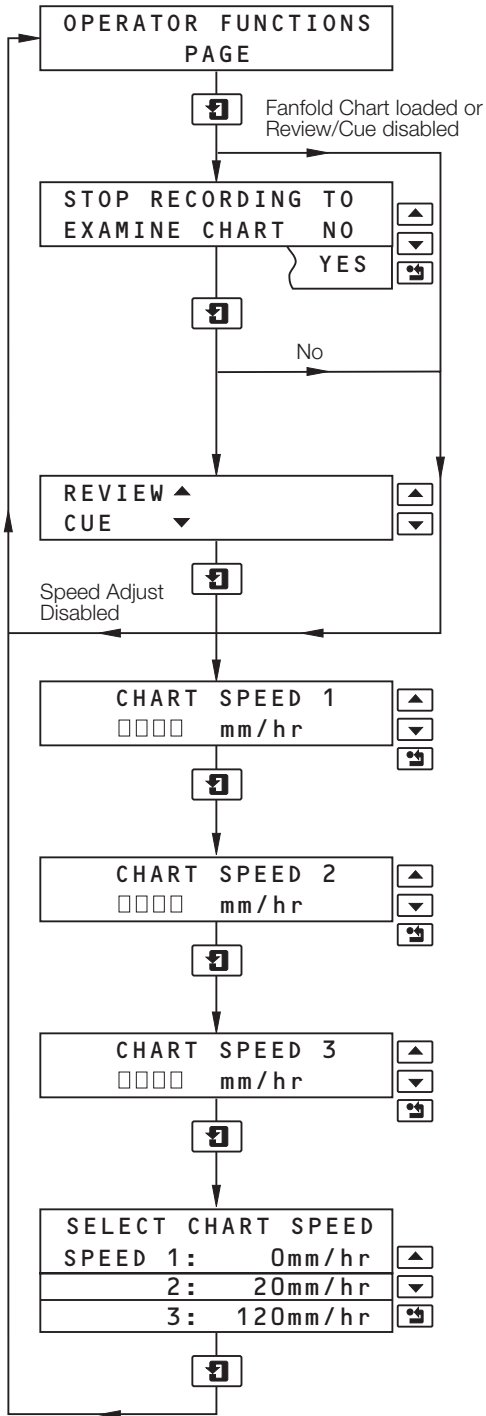 OPERATOR FUNCTIONS
PAGE
Fanfold Chart loaded or
Review/Cue disabled
STOP RECORDING TO
EXAMINE CHART NO
YES
No
REVIEW ▲
CUE ▼
Speed Adjust
Disabled
CHART SPEED 1
□□□□ mm/hr
CHART SPEED 2
□□□□ mm/hr
CHART SPEED 3
□□□□ mm/hr
SELECT CHART SPEED
SPEED 1: 0mm/hr
2: 20mm/hr
3: 120mm/hr